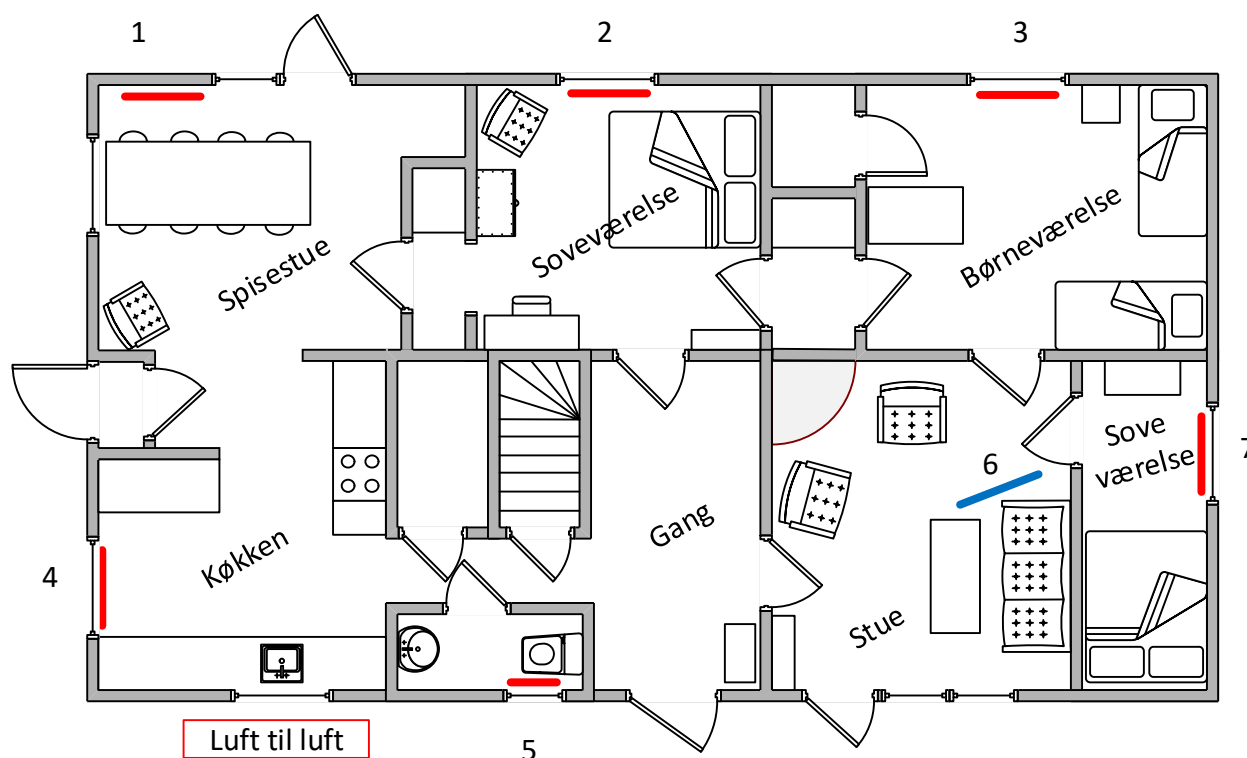 1
2
3
Soveværelse
Børneværelse
Spisestue
Sove
værelse
7
6
Gang
Køkken
4
Stue
Luft til luft
5